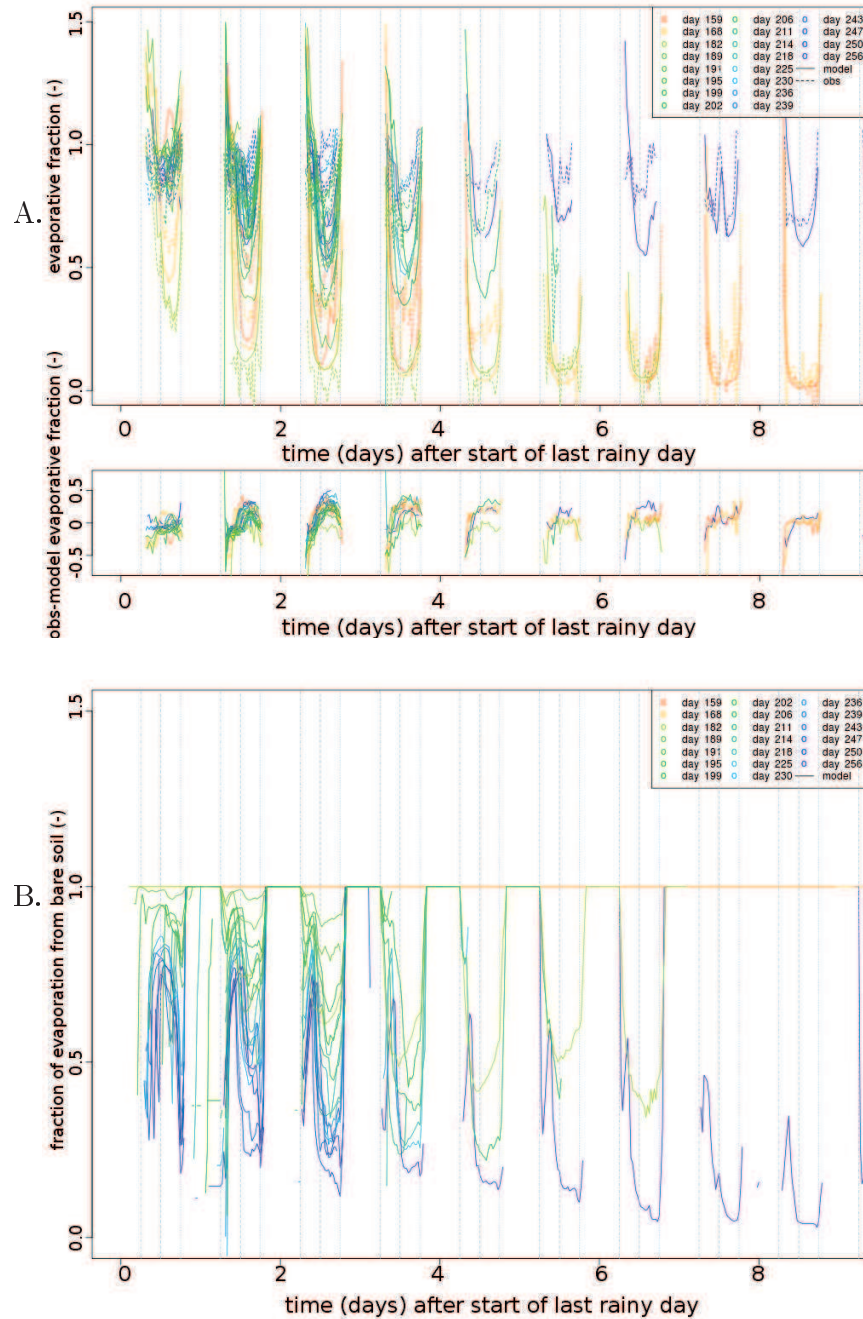 A.
evaporative fraction (-)
1.5
1.0
0.5
0.0
day 159
day 168
day 182
day 189
day 191
day 195
day 199
day 202
day 206
day 211
day 214
day 218
day 225
day 230
day 236
day 239
day 243
day 247
day 250
day 256
model
obs
0
2
4
6
8
time (days) after start of last rainy day
obs-model evaporative fraction (-)
0.5
0
-0.5
0
2
4
6
8
time (days) after start of last rainy day
B.
fraction of evaporation from bare soil (-)
1.5
1.0
0.5
0.0
day 159
day 168
day 182
day 189
day 191
day 195
day 199
day 202
day 206
day 211
day 214
day 218
day 225
day 230
day 236
day 239
day 243
day 247
day 250
day 256
model
0
2
4
6
8
time (days) after start of last rainy day